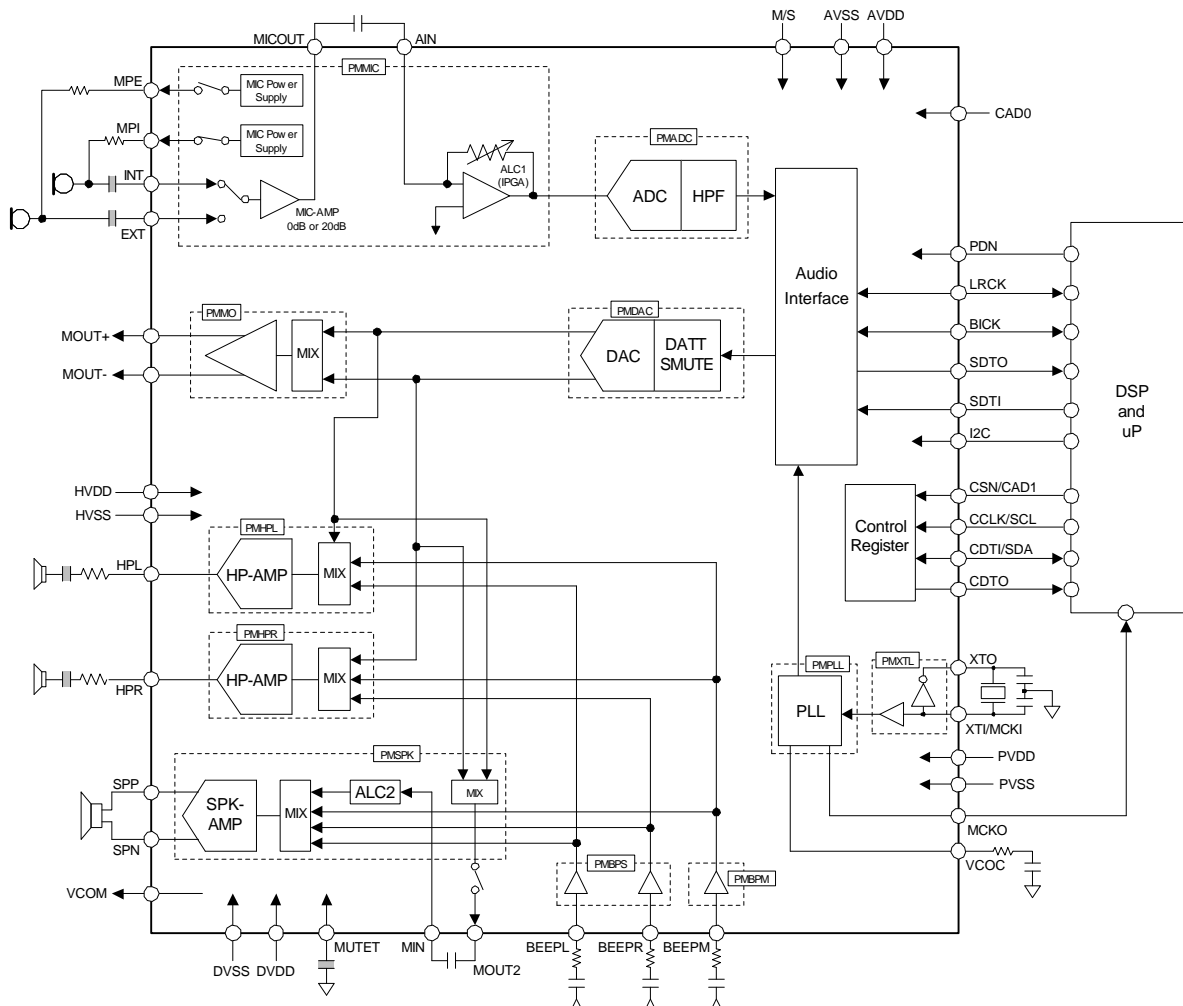 MICOUT
AIN
M/S
AVSS
AVDD
PMMIC
MPE
MIC Power
Supply
CAD0
MPI
MIC Power
Supply
PMADC
INT
ALC1
(IPGA)
ADC
HPF
MIC-AMP
0dB or 20dB
EXT
Audio
Interface
PDN
LRCK
BICK
SDTO
SDTI
I2C
DSP
and
uP
PMMO
PMDAC
MOUT+
MOUT-
MIX
DAC
DATT
SMUTE
HVDD
HVSS
CSN/CAD1
CCLK/SCL
CDTI/SDA
CDTO
Control
Register
PMHPL
HPL
HP-AMP
MIX
PMHPR
HPR
HP-AMP
MIX
PMPLL
PMXTL
XTO
PLL
XTI/MCKI
PVDD
PVSS
MCKO
VCOC
PMSPK
SPP
SPN
SPK-
AMP
MIX
ALC2
MIX
PMBPS
PMBPM
VCOM
DVSS
DVDD
MUTET
MIN
MOUT2
BEEPL
BEEPR
BEEPM